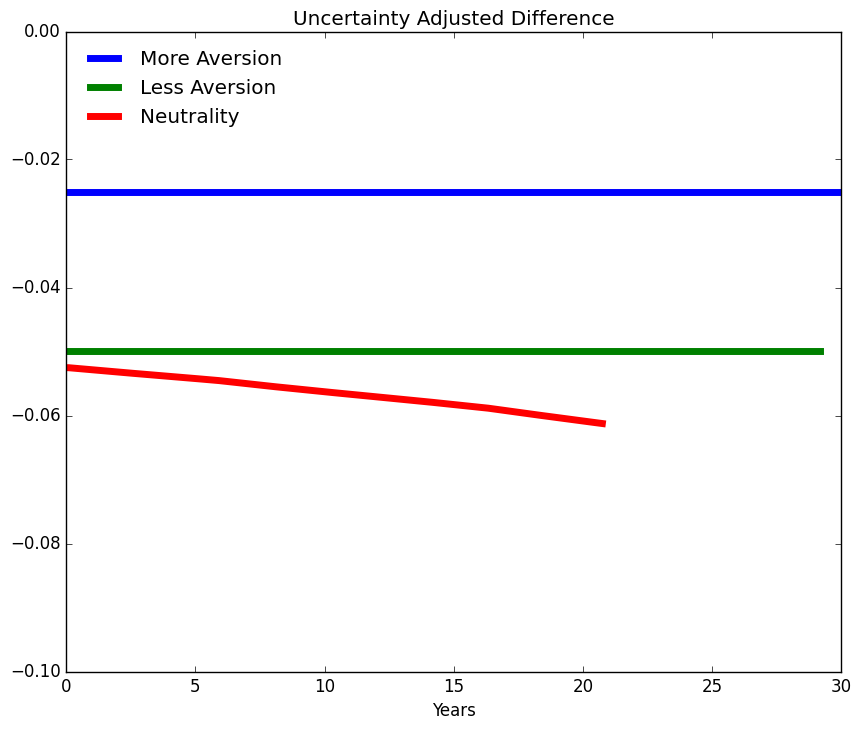 Uncertainty Adjusted Difference
0.00
More Aversion
Less Aversion
Neutrality
−0.02
−0.04
−0.06
−0.08
−0.10
0 5 10 15 20 25 30
Years